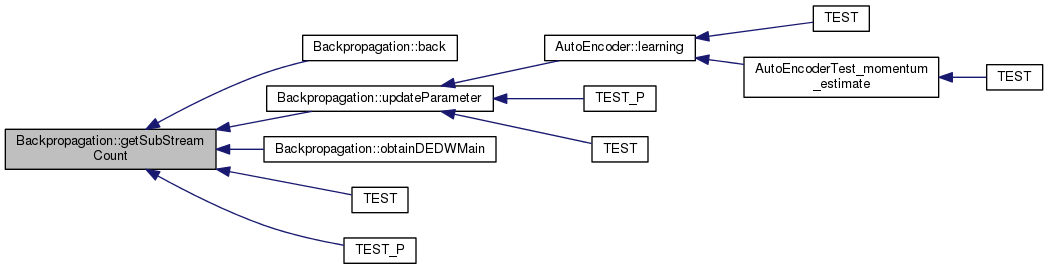 Backpropagation::getSubStream
Count
Backpropagation::back
Backpropagation::updateParameter
Backpropagation::obtainDEDWMain
TEST
TEST_P
AutoEncoder::learning
TEST_P
TEST
TEST
AutoEncoderTest_momentum
_estimate
TEST